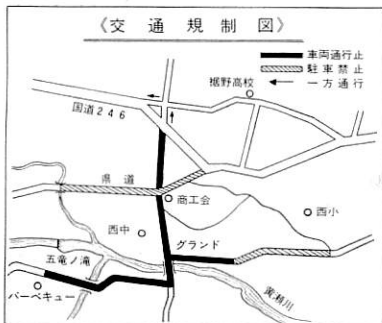 《交通規制図》
車両通行止
駐車禁止
一方通行
裾野高校
国道246
県道
商工会
西小
西中
グランド
五竜ノ滝
黄瀬川
バーベキュー